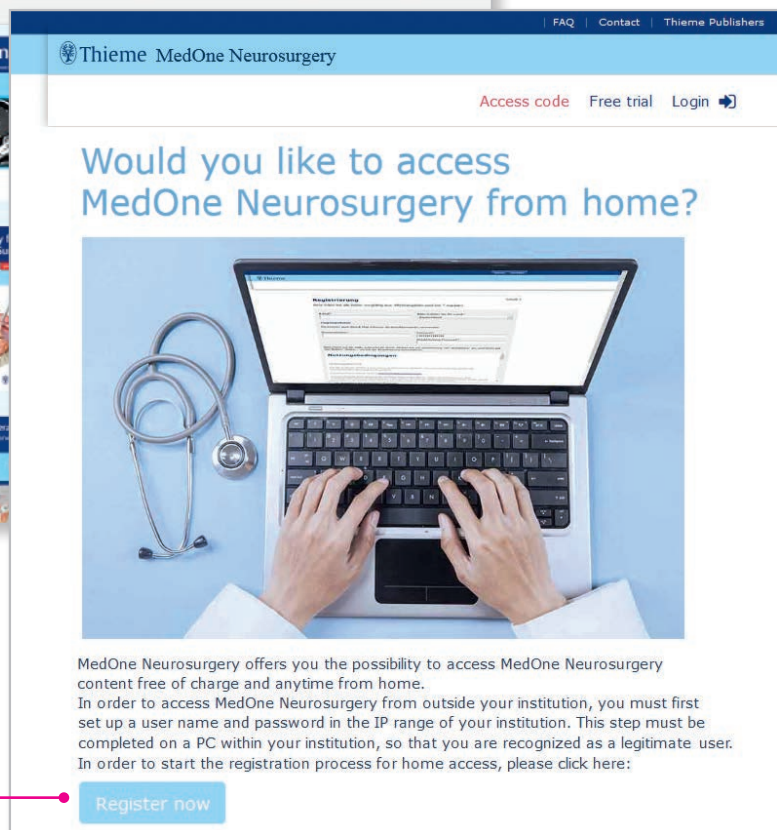 | FAQ | Contact | Thieme Publishers
Thieme MedOne Neurosurgery
Access code Free trial Login
Would you like to access
MedOne Neurosurgery from home?
Thieme
Registrierung
Nutzungsbedingungen
MedOne Neurosurgery offers you the possibility to access MedOne Neurosurgery
content free of charge and anytime from home.
In order to access MedOne Neurosurgery from outside your institution, you must first
set up a user name and password in the IP range of your institution. This step must be
completed on a PC within your institution, so that you are recognized as a legitimate user.
In order to start the registration process for home access, please click here:
Register now